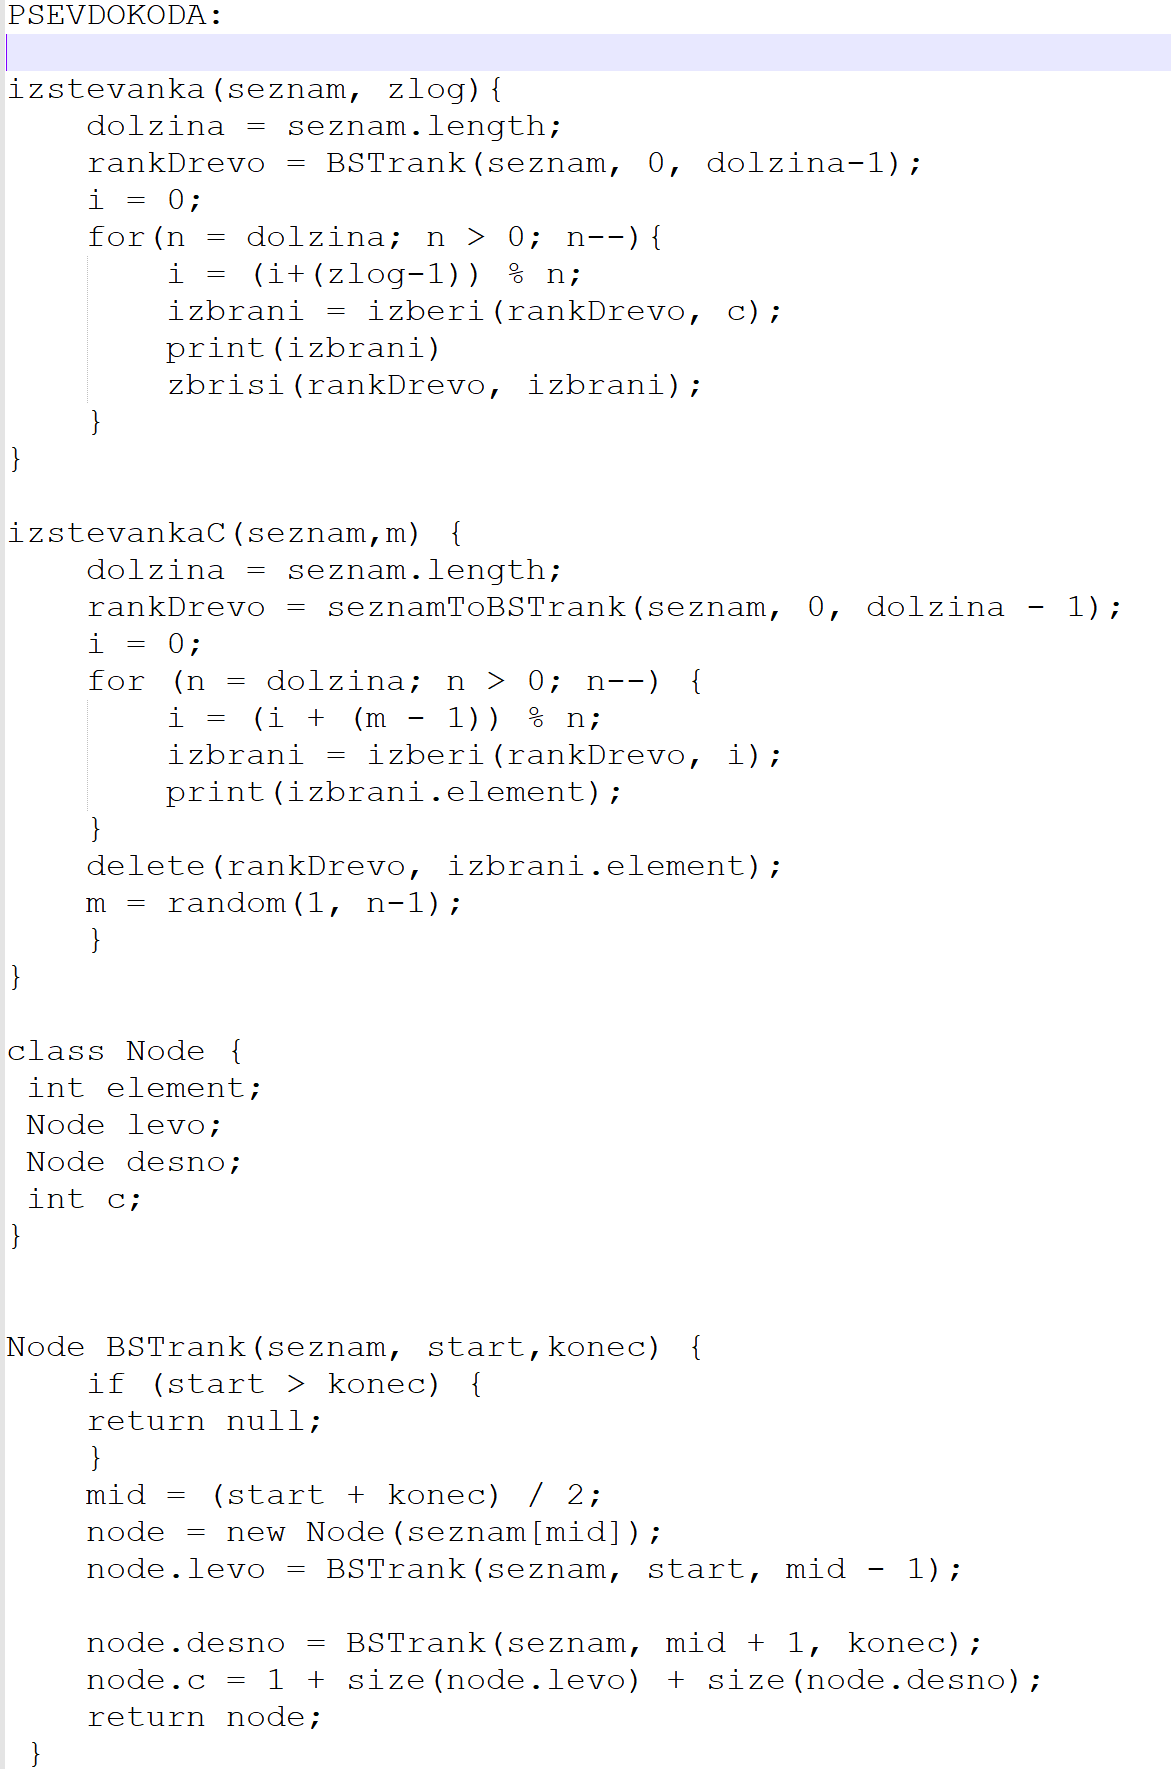 PSEVDOKODA:
izstevanka(seznam, zlog){
    dolzina = seznam.length;
    rankDrevo = BSTrank(seznam, 0, dolzina-1);
    i = 0;
    for(n = dolzina; n > 0; n--){
        i = (i+(zlog-1)) % n;
        izbrani = izberi(rankDrevo, c);
        print(izbrani)
        zbrisi(rankDrevo, izbrani);
    }
}
izstevankaC(seznam,m) {
    dolzina = seznam.length;
    rankDrevo = seznamToBSTrank(seznam, 0, dolzina - 1);
    i = 0;
    for (n = dolzina; n > 0; n--) {
        i = (i + (m - 1)) % n;
        izbrani = izberi(rankDrevo, i);
        print(izbrani.element);
    }
    delete(rankDrevo, izbrani.element);
    m = random(1, n-1);
    }
}
class Node {
 int element;
 Node levo;
 Node desno;
 int c;
}
Node BSTrank(seznam, start,konec) {
    if (start > konec) {
    return null;
    }
    mid = (start + konec) / 2;
    node = new Node(seznam[mid]);
    node.levo = BSTrank(seznam, start, mid - 1);
    node.desno = BSTrank(seznam, mid + 1, konec);
    node.c = 1 + size(node.levo) + size(node.desno);
    return node;
 }